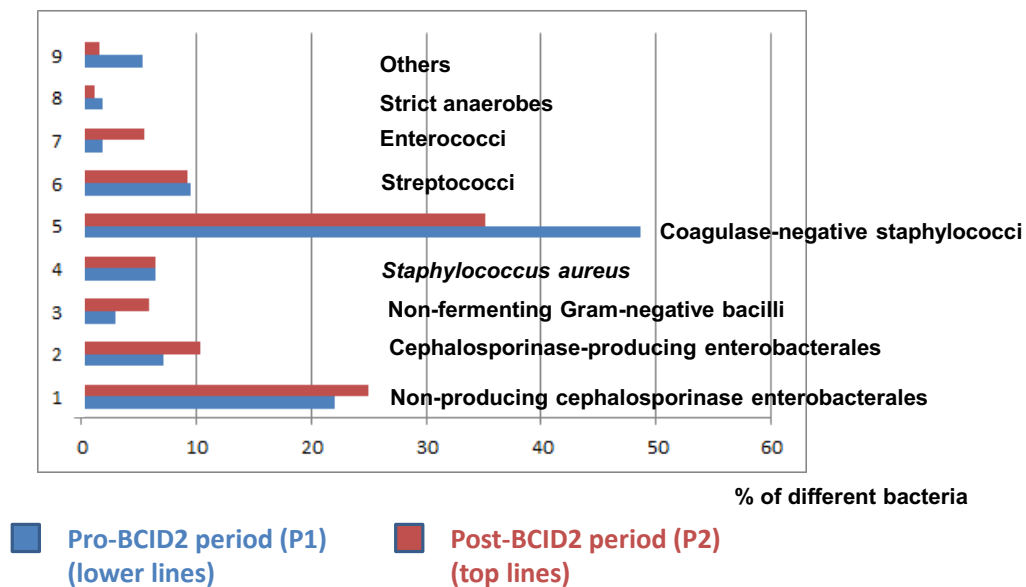 9 Others
8 Strict anaerobes
7 Enterococci
6 Streptococci
5 Coagulase-negative staphylococci
4 Staphylococcus aureus
3 Non-fermenting Gram-negative bacilli
2 Cephalosporinase-producing enterobacterales
1 Non-producing cephalosporinase enterobacterales
0 10 20 30 40 50 60
% of different bacteria
Pro-BCID2 period (P1) Post-BCID2 period (P2)
(lower lines) (top lines)